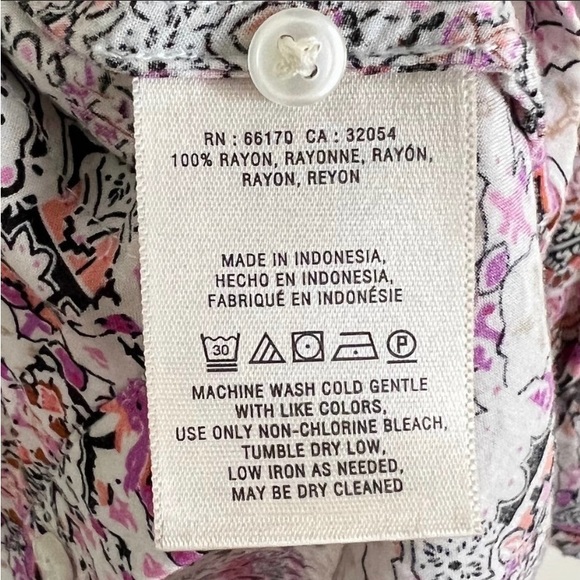 RN : 66170 CA : 32054
100% RAYON, RAYONNE, RAYÓN,
RAYON, REYON
MADE IN INDONESIA,
HECHO EN INDONESIA,
FABRIQUÉ EN INDONÉSIE
30 P
MACHINE WASH COLD GENTLE
WITH LIKE COLORS,
USE ONLY NON-CHLORINE BLEACH,
TUMBLE DRY LOW,
LOW IRON AS NEEDED,
MAY BE DRY CLEANED